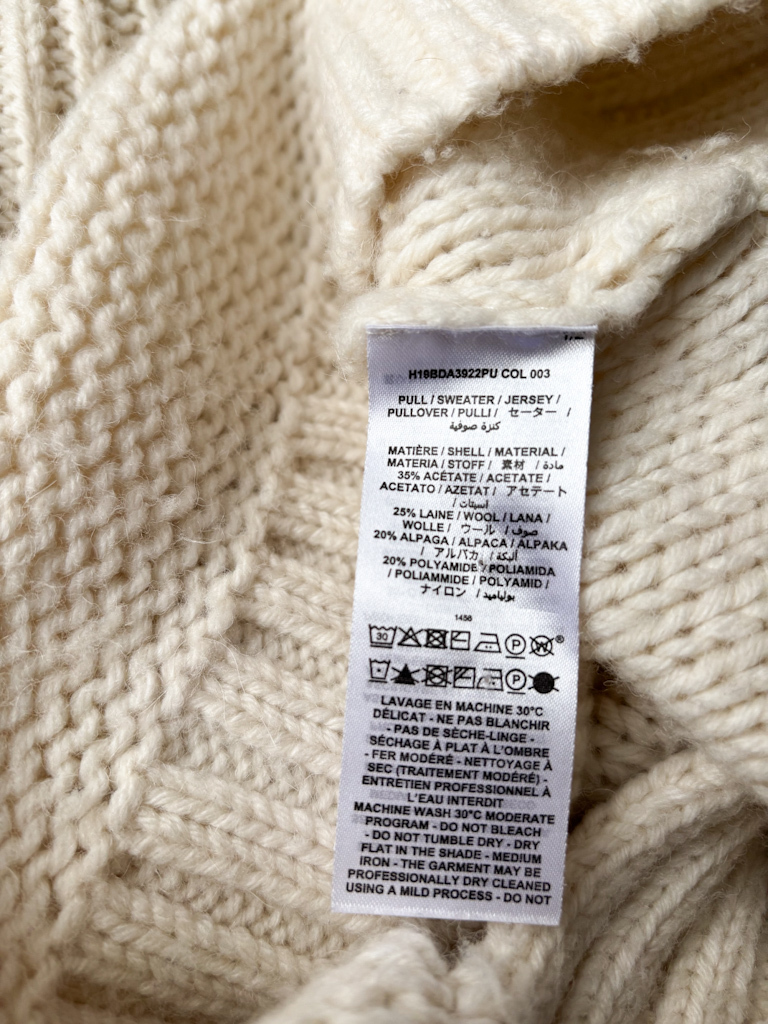 H19BDA3922PU COL 003
PULL / SWEATER / JERSEY /
PULLOVER / PULLI / セーター /
كنزة صوفية
MATIÈRE / SHELL / MATERIAL /
MATERIA / STOFF / 素材 / مادة /
35% ACÉTATE / ACETATE /
ACETATO / AZETAT / アセテート
/ أسيتات
25% LAINE / WOOL / LANA /
WOLLE / ウール / صوف /
20% ALPAGA / ALPACA / ALPAKA
/ アルパカ / ألبكة
20% POLYAMIDE / POLIAMIDA
/ POLIAMMIDE / POLYAMID /
ナイロン / بولياميد
1456
30 P W®
P
LAVAGE EN MACHINE 30°C
DÉLICAT - NE PAS BLANCHIR
- PAS DE SÈCHE-LINGE -
SÉCHAGE À PLAT À L'OMBRE
- FER MODÉRÉ - NETTOYAGE À
SEC (TRAITEMENT MODÉRÉ) -
ENTRETIEN PROFESSIONNEL À
L'EAU INTERDIT
MACHINE WASH 30°C MODERATE
PROGRAM - DO NOT BLEACH
- DO NOT TUMBLE DRY - DRY
FLAT IN THE SHADE - MEDIUM
IRON - THE GARMENT MAY BE
PROFESSIONALLY DRY CLEANED
USING A MILD PROCESS - DO NOT